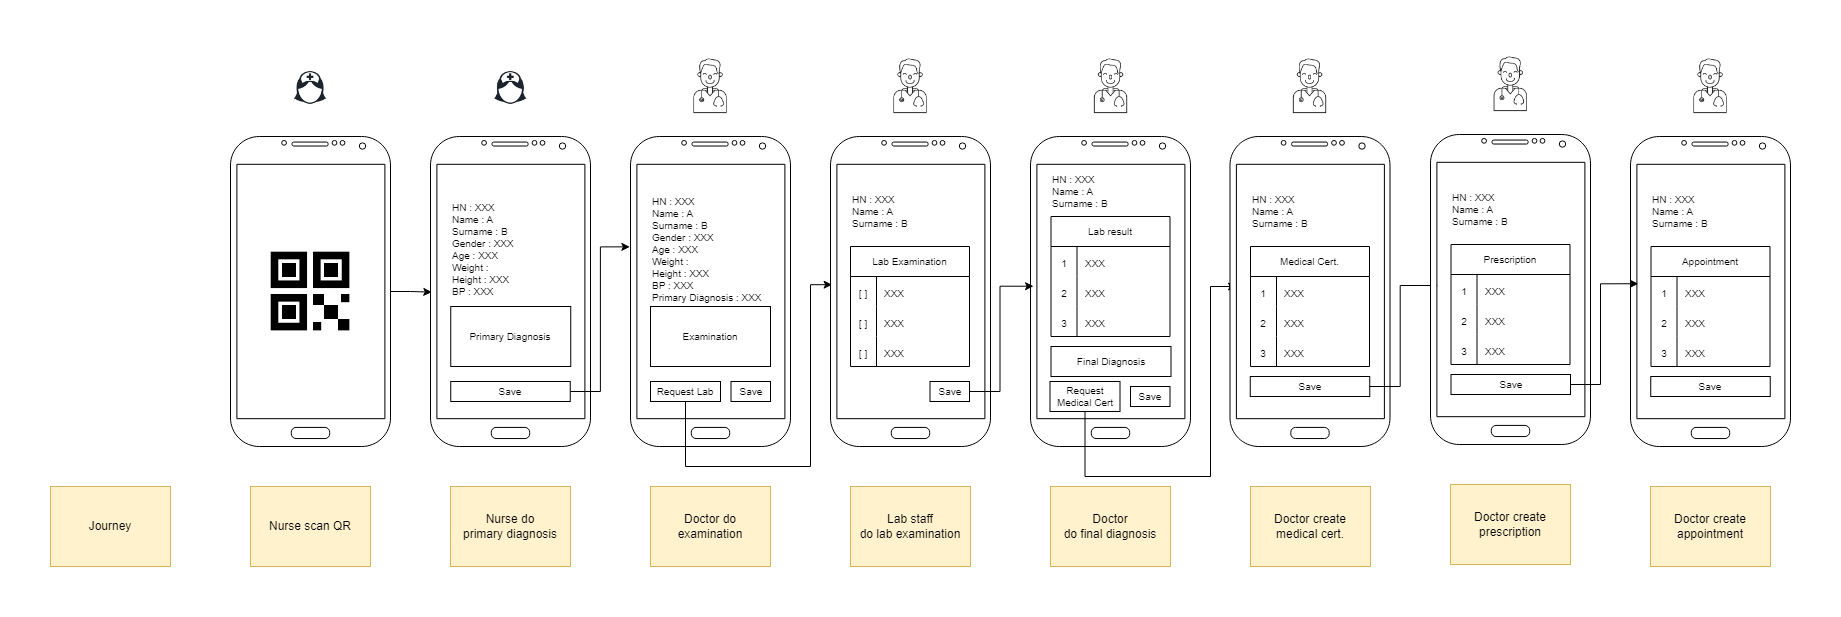 HN : XXX
Name : A
Surname : B
Gender : XXX
Age : XXX
Weight :
Height : XXX
BP : XXX
Primary Diagnosis
Save
HN : XXX
Name : A
Surname : B
Gender : XXX
Age : XXX
Weight :
Height : XXX
BP : XXX
Primary Diagnosis : XXX
Examination
Request Lab
Save
HN : XXX
Name : A
Surname : B
Lab Examination
[ ] XXX
[ ] XXX
[ ] XXX
Save
HN : XXX
Name : A
Surname : B
Lab result
1 XXX
2 XXX
3 XXX
Final Diagnosis
Request
Medical Cert
Save
HN : XXX
Name : A
Surname : B
Medical Cert.
1 XXX
2 XXX
3 XXX
Save
HN : XXX
Name : A
Surname : B
Prescription
1 XXX
2 XXX
3 XXX
Save
HN : XXX
Name : A
Surname : B
Appointment
1 XXX
2 XXX
3 XXX
Save
Journey
Nurse scan QR
Nurse do
primary diagnosis
Doctor do
examination
Lab staff
do lab examination
Doctor
do final diagnosis
Doctor create
medical cert.
Doctor create
prescription
Doctor create
appointment